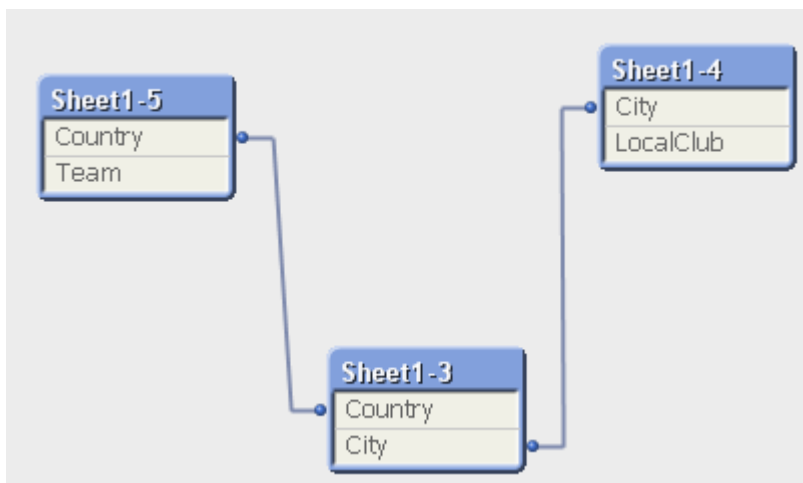 Sheet1-5
Country
Team
Sheet1-4
City
LocalClub
Sheet1-3
Country
City